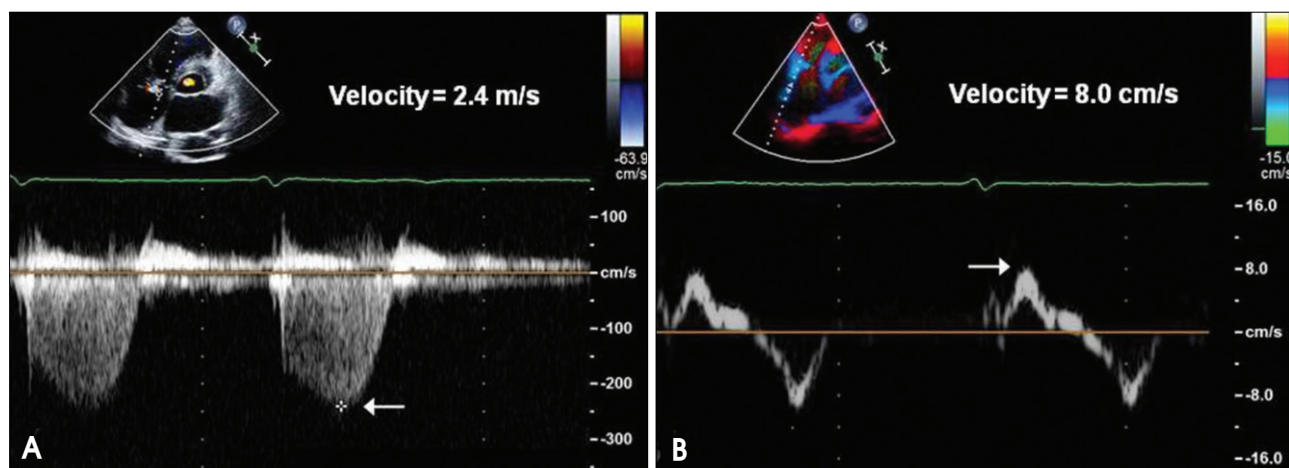 P
X
Velocity = 2.4 m/s
-63.9
cm/s
100
cm/s
-100
-200
-300
A
P
X
Velocity = 8.0 cm/s
-15.0
cm/s
16.0
8.0
cm/s
-8.0
-16.0
B